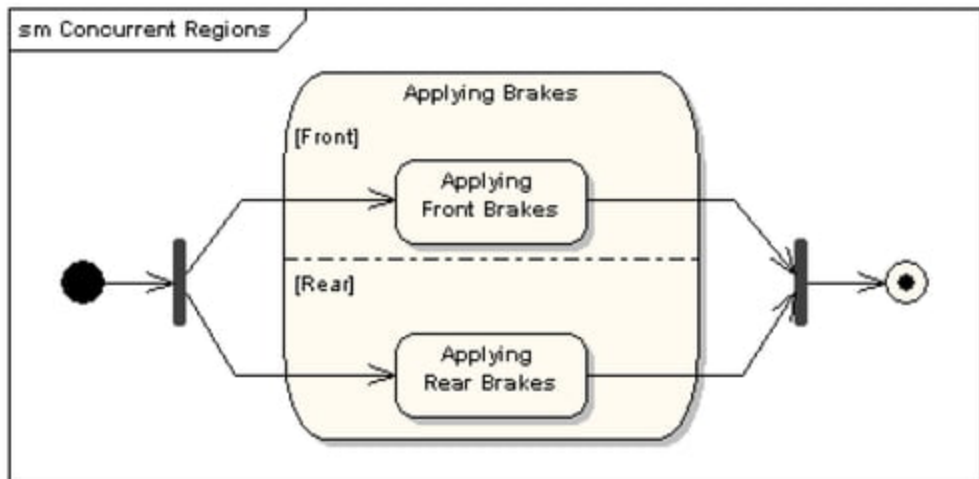 sm Concurrent Regions
Applying Brakes
[Front]
Applying
Front Brakes
[Rear]
Applying
Rear Brakes